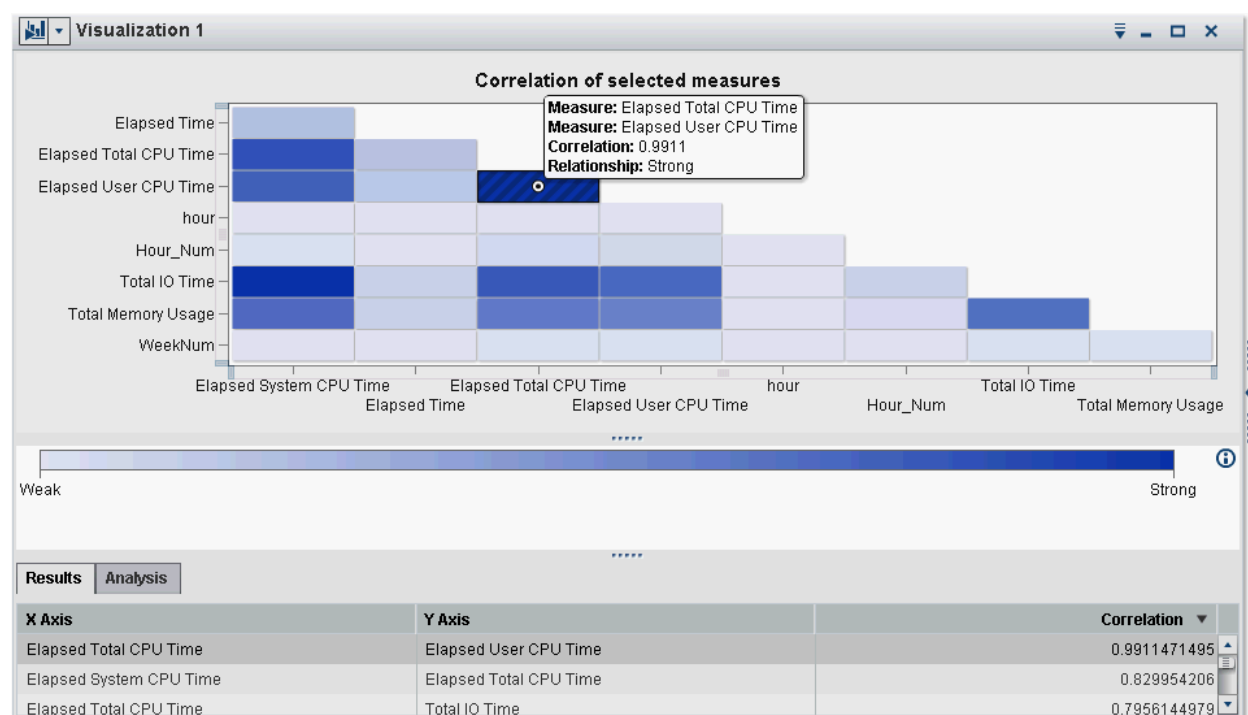 Visualization 1
Correlation of selected measures
Measure: Elapsed Total CPU Time
Measure: Elapsed User CPU Time
Correlation: 0.9911
Relationship: Strong
Elapsed Time
Elapsed Total CPU Time
Elapsed User CPU Time
hour
Hour_Num
Total IO Time
Total Memory Usage
WeekNum
Elapsed System CPU Time Elapsed Total CPU Time hour Total IO Time
Elapsed Time Elapsed User CPU Time Hour_Num Total Memory Usage
Weak Strong
Results Analysis
X Axis Y Axis Correlation
Elapsed Total CPU Time Elapsed User CPU Time 0.9911471495
Elapsed System CPU Time Elapsed Total CPU Time 0.829954206
Elapsed Total CPU Time Total IO Time 0.7956144979